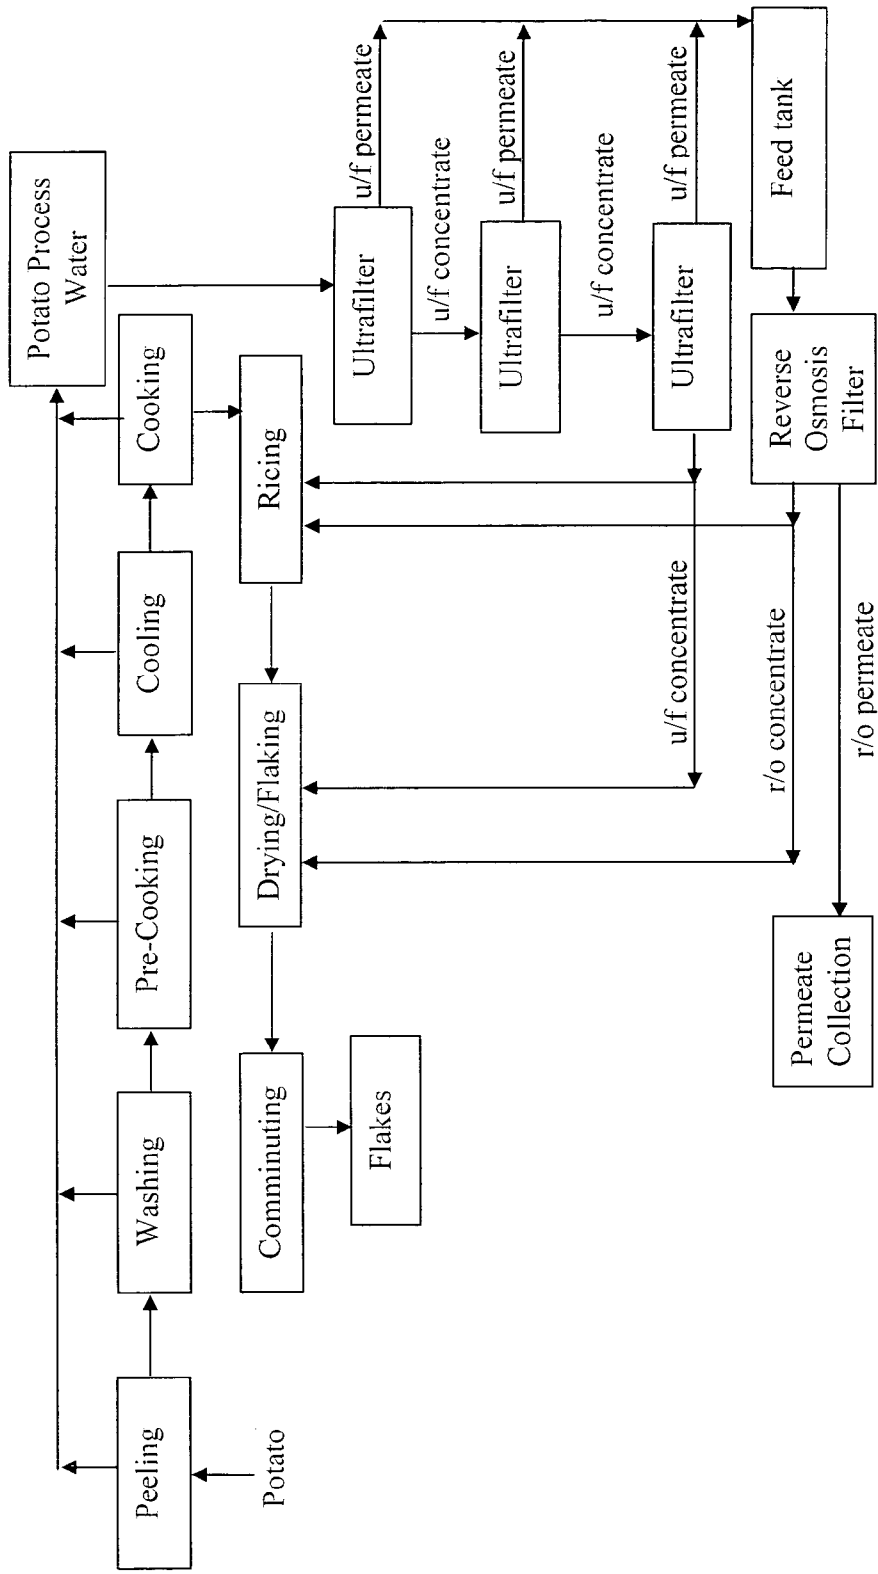 Potato
Peeling
Washing
Pre-Cooking
Cooling
Cooking
Potato Process
Water
Ricing
Drying/Flaking
Comminuting
Flakes
Ultrafilter
u/f permeate
u/f concentrate
Ultrafilter
u/f permeate
u/f concentrate
Ultrafilter
u/f permeate
u/f concentrate
Feed tank
Reverse
Osmosis
Filter
r/o concentrate
r/o permeate
Permeate
Collection